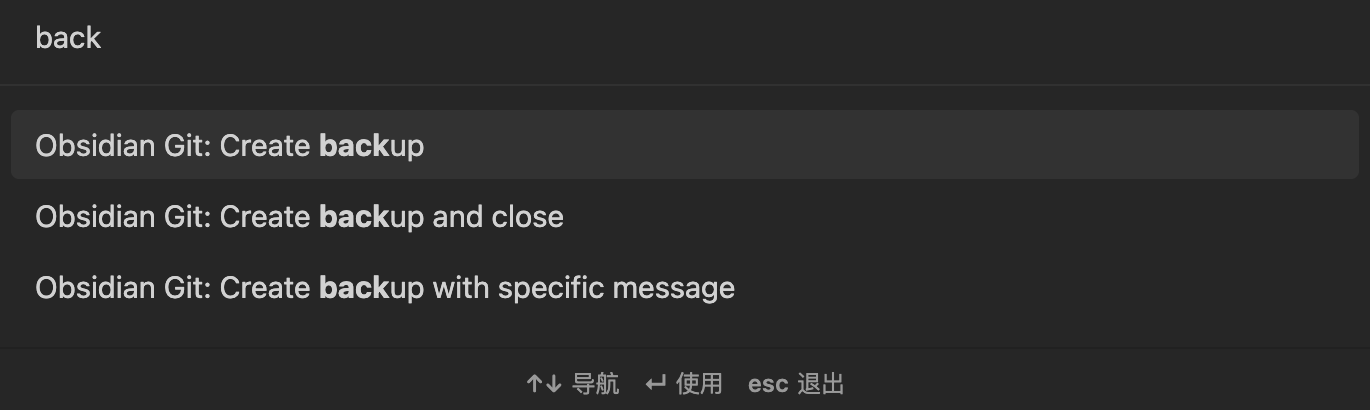 back
Obsidian Git: Create backup
Obsidian Git: Create backup and close
Obsidian Git: Create backup with specific message
↑↓ 导航 ↵ 使用 esc 退出